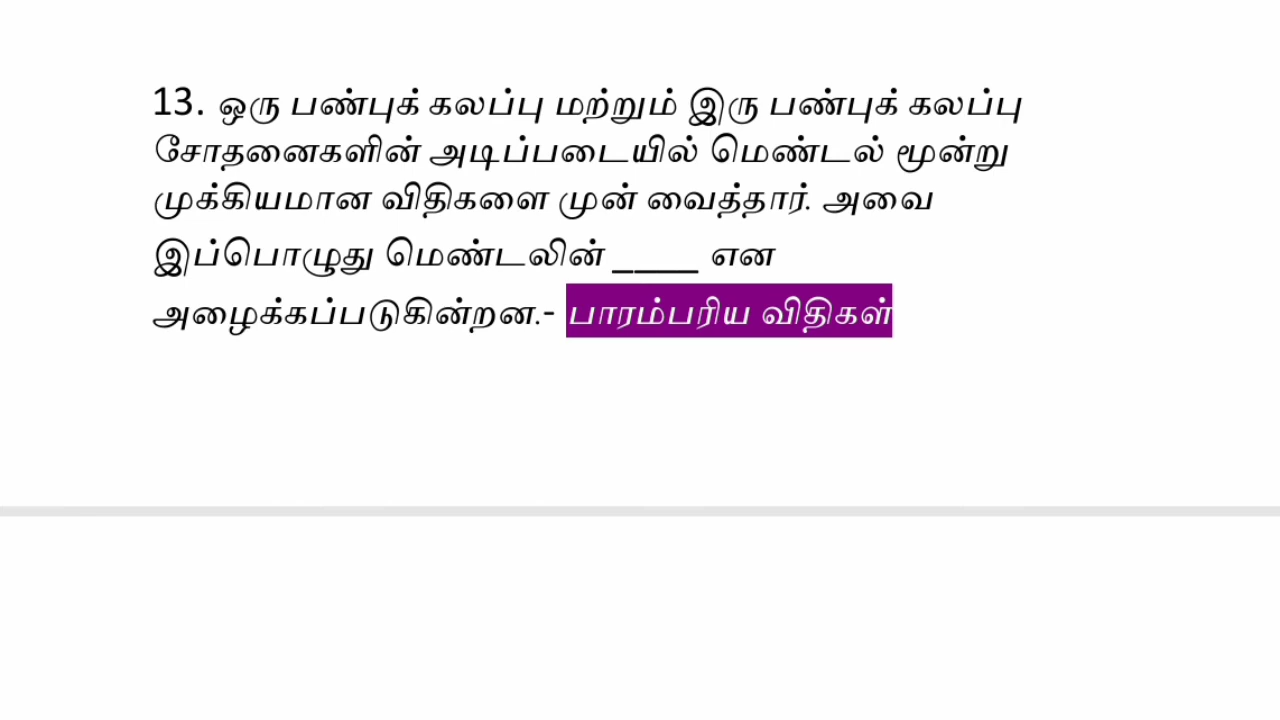 13. ஒரு பண்புக் கலப்பு மற்றும் இரு பண்புக் கலப்பு
சோதனைகளின் அடிப்படையில் மெண்டல் மூன்று
முக்கியமான விதிகளை முன் வைத்தார். அவை
இப்பொழுது மெண்டலின் ____ என
அழைக்கப்படுகின்றன.- பாரம்பரிய விதிகள்